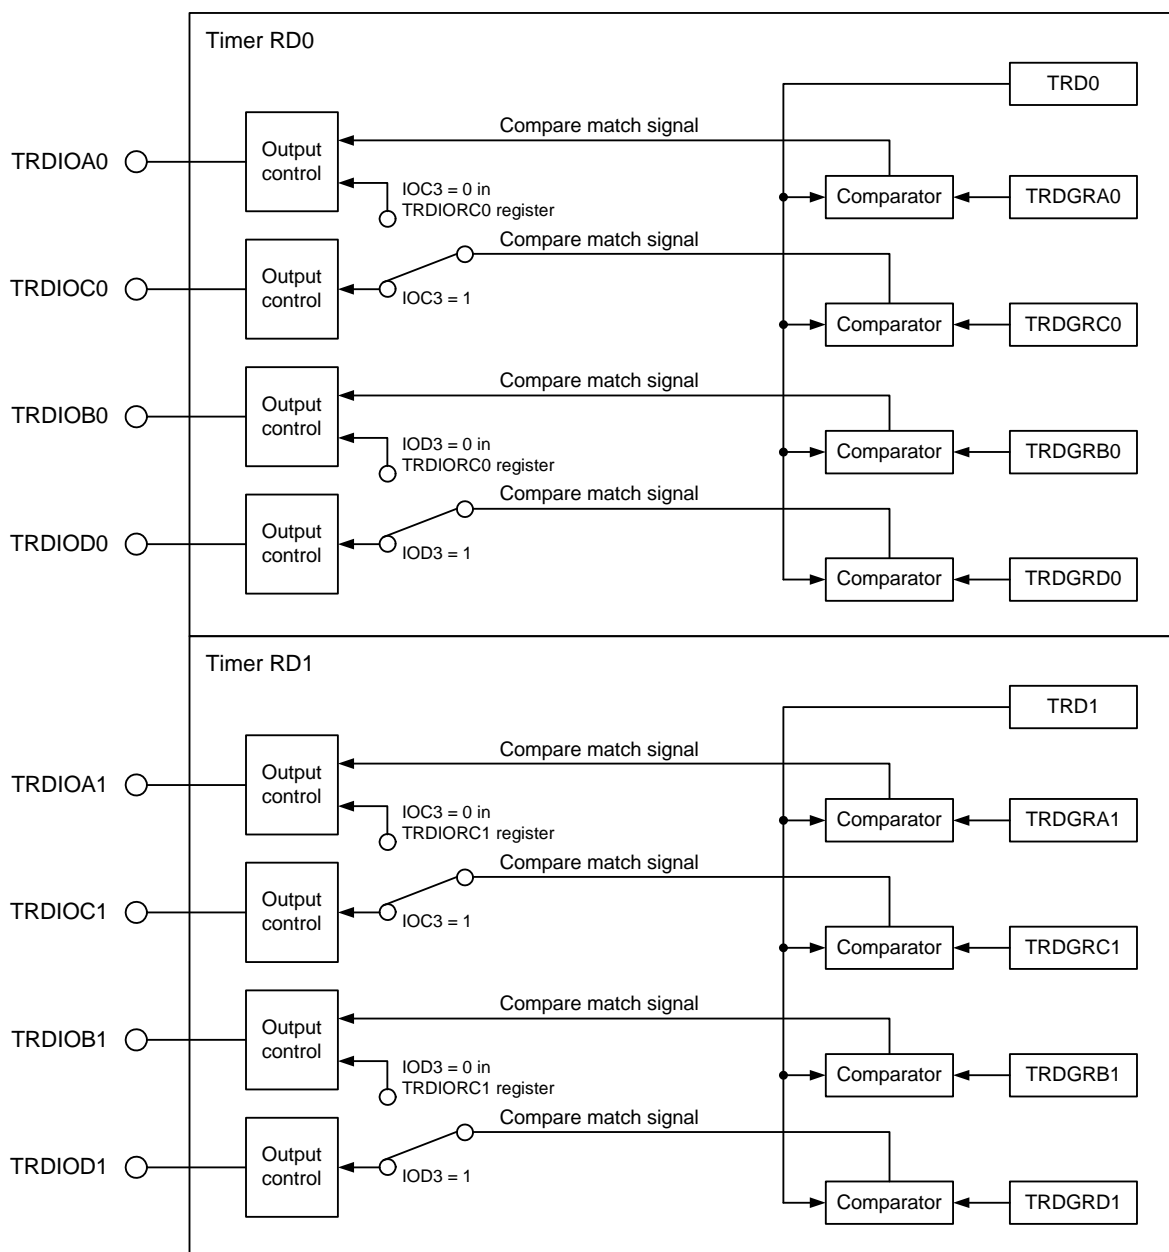 Timer RD0
TRD0
Compare match signal
TRDIOA0
Output
control
IOC3 = 0 in
TRDIORC0 register
Comparator
TRDGRA0
Compare match signal
TRDIOC0
Output
control
IOC3 = 1
Comparator
TRDGRC0
Compare match signal
TRDIOB0
Output
control
IOD3 = 0 in
TRDIORC0 register
Comparator
TRDGRB0
Compare match signal
TRDIOD0
Output
control
IOD3 = 1
Comparator
TRDGRD0
Timer RD1
TRD1
Compare match signal
TRDIOA1
Output
control
IOC3 = 0 in
TRDIORC1 register
Comparator
TRDGRA1
Compare match signal
TRDIOC1
Output
control
IOC3 = 1
Comparator
TRDGRC1
Compare match signal
TRDIOB1
Output
control
IOD3 = 0 in
TRDIORC1 register
Comparator
TRDGRB1
Compare match signal
TRDIOD1
Output
control
IOD3 = 1
Comparator
TRDGRD1